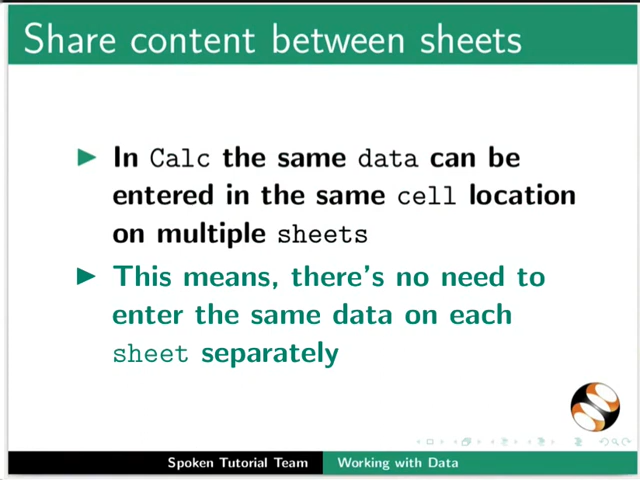 Share content between sheets
In Calc the same data can be
entered in the same cell location
on multiple sheets
This means, there's no need to
enter the same data on each
sheet separately
Spoken Tutorial Team
Working with Data